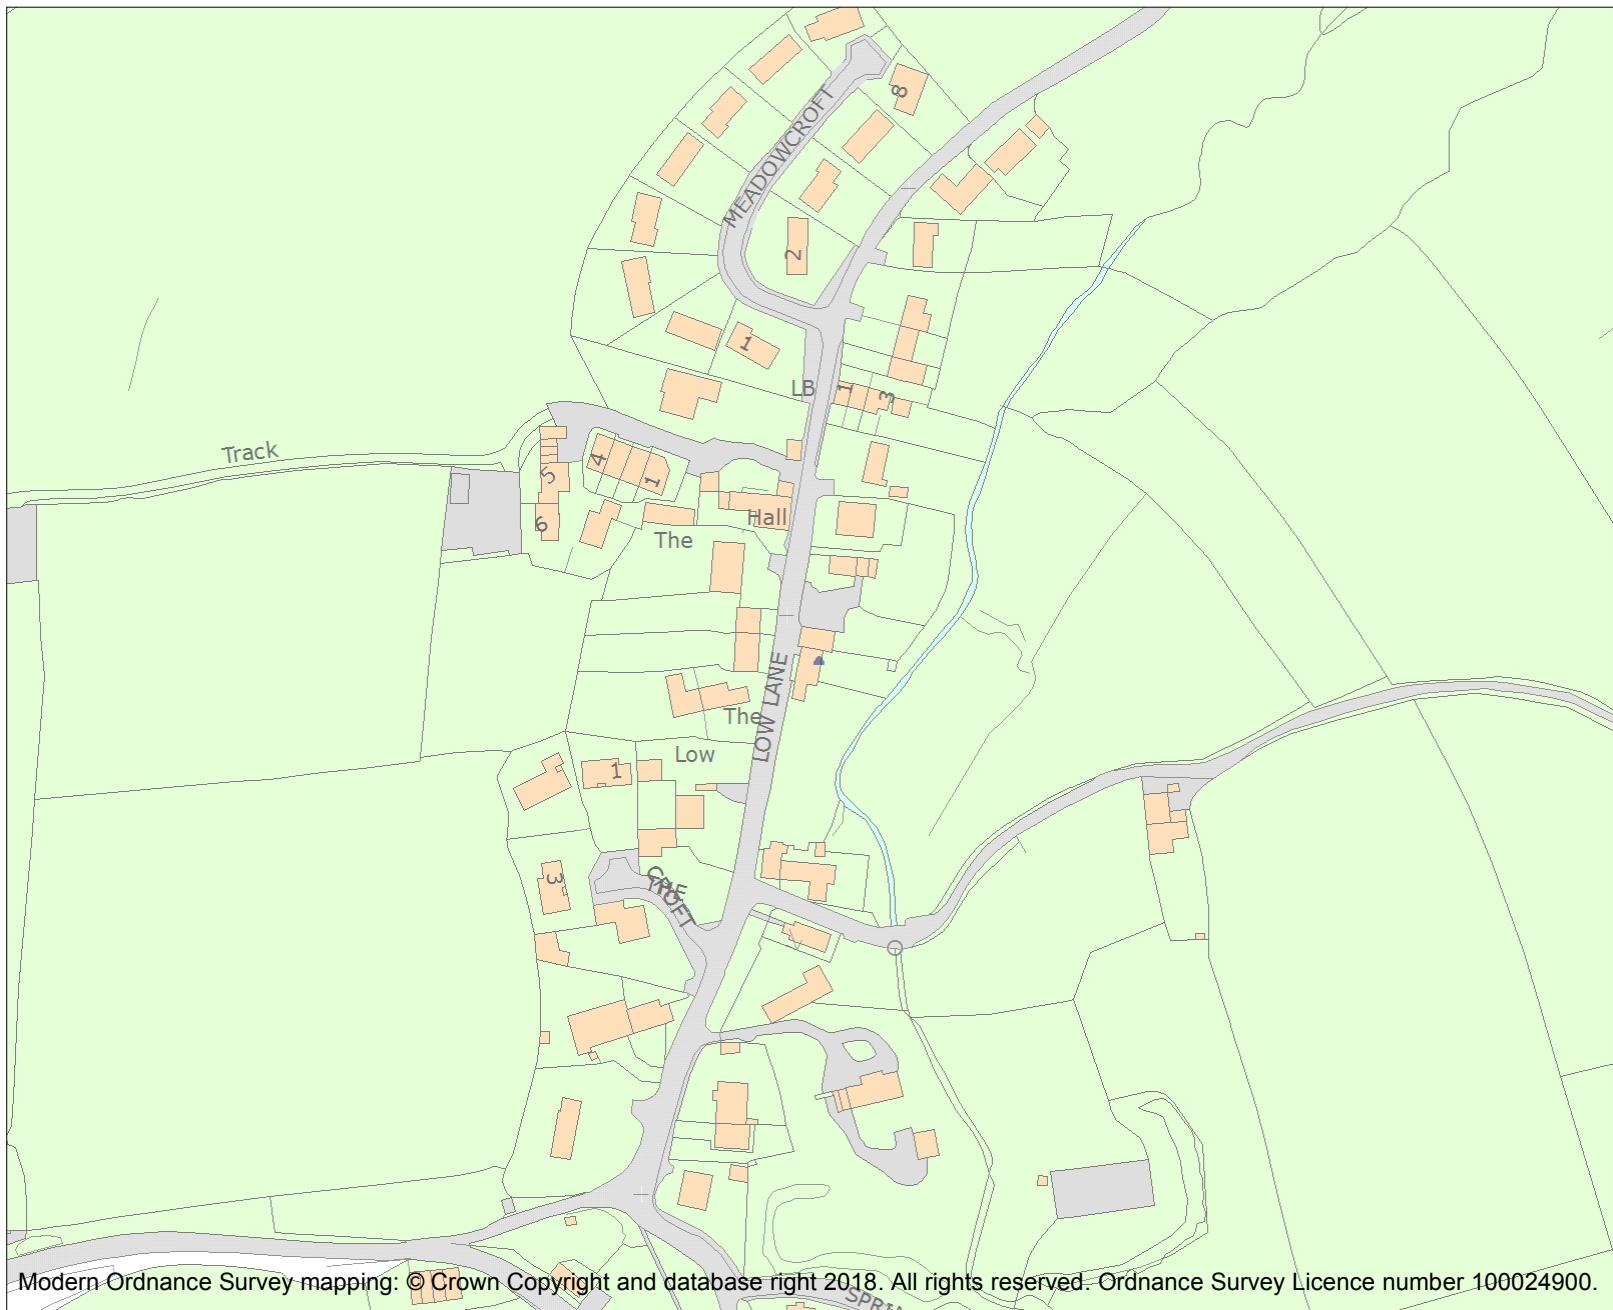 8
MEADOWCROFT
2
1
LB
1
3
Track
4
5
1
Hall
6
The
LOW LANE
The
Low
1
3
THE
CROFT
Modern Ordnance Survey mapping: © Crown Copyright and database right 2018. All rights reserved. Ordnance Survey Licence number 100024900.